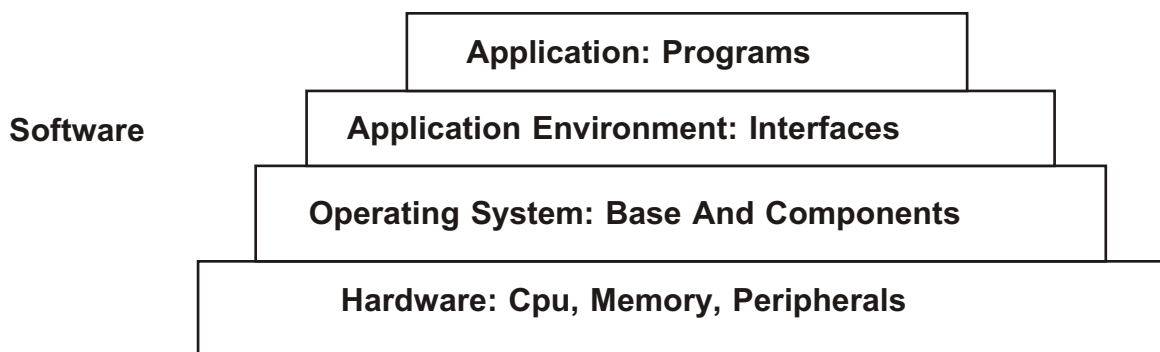 Application: Programs
Software
Application Environment: Interfaces
Operating System: Base And Components
Hardware: Cpu, Memory, Peripherals